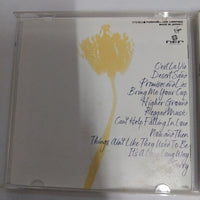 C'est La Vie
Desert Sand
Promises and Lies
Bring Me Your Cup
Higher Ground
Reggae Music
Can't Help Falling In Love
Now and Then
Things Ain't Like They Used To Be
It's A Long Long Way
Sorry